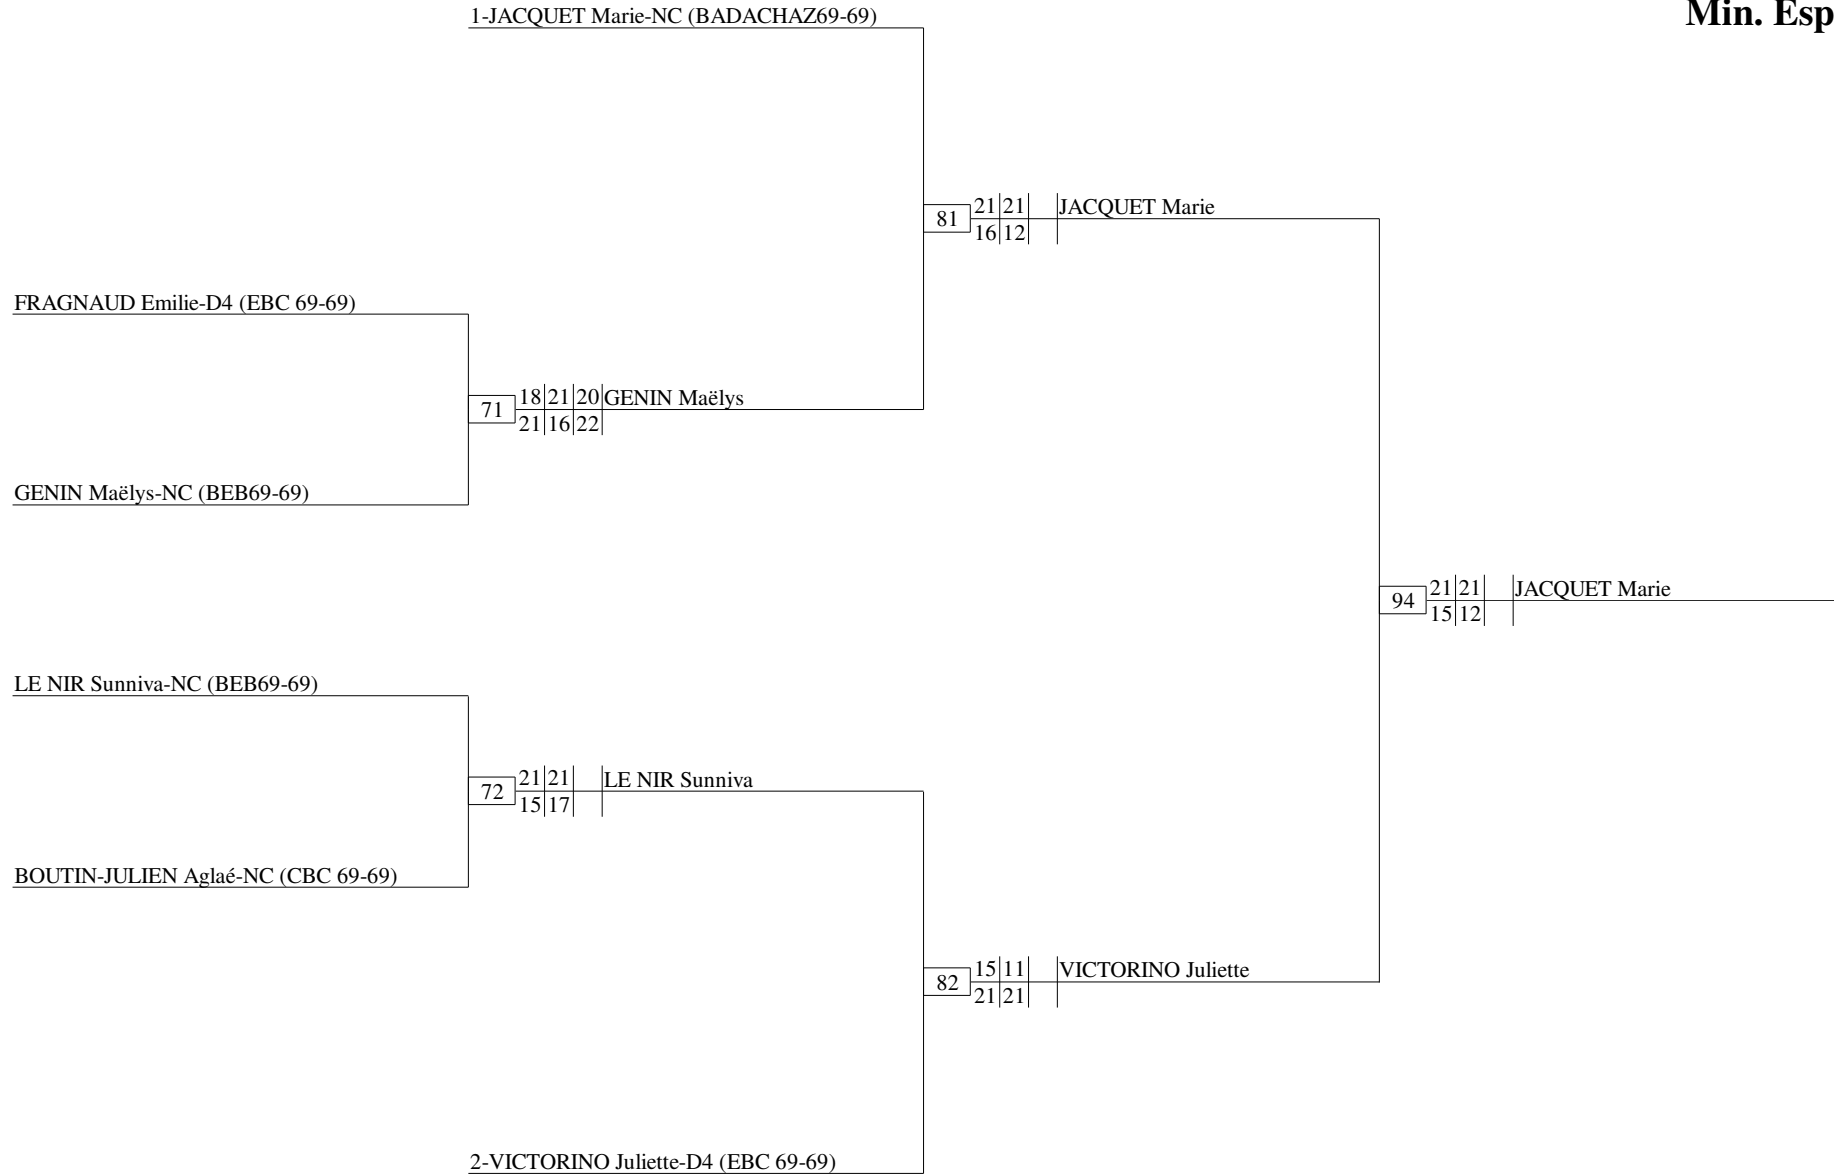 1-JACQUET Marie-NC (BADACHAZ69-69)
Min. Esp
21 21
81 JACQUET Marie
16 12
FRAGNAUD Emilie-D4 (EBC 69-69)
18 21 20
71 GENIN Maëlys
21 16 22
GENIN Maëlys-NC (BEB69-69)
21 21
94 JACQUET Marie
15 12
LE NIR Sunniva-NC (BEB69-69)
21 21
72 LE NIR Sunniva
15 17
BOUTIN-JULIEN Aglaé-NC (CBC 69-69)
15 11
82 VICTORINO Juliette
21 21
2-VICTORINO Juliette-D4 (EBC 69-69)